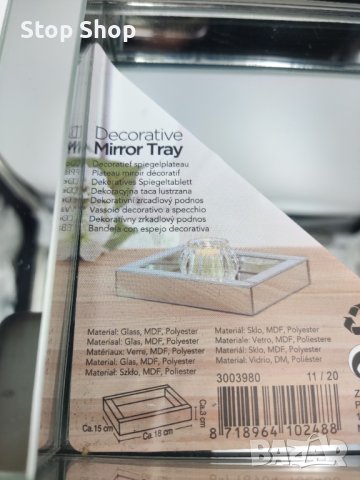 Stop Shop
Decorative
Mirror Tray
Decoratief spiegelplateau
Plateau miroir décoratif
Dekoratives Spiegeltablett
Dekoracyjna taca lustrzana
Dekorativní zrcadlový podnos
Vassoio decorativo a specchio
Dekoratívny zrkadlový podnos
Bandeja con espejo decorativa
Material: Glass, MDF, Polyester
Materiaal: Glas, MDF, Polyester
Matériaux: Verre, MDF, Polyester
Material: Glas, MDF, Polyester
Materiał: Szkło, MDF, Poliester
Materiál: Sklo, MDF, Polyester
Materiale: Vetro, MDF, Poliestere
Materiál: Sklo, MDF, Polyester
Material: Vidrio, DM, Poliéster
3003980 11 / 20
Ca.15 cm
Ca.18 cm
Ca.3 cm
8 718964 102488
BAZAR